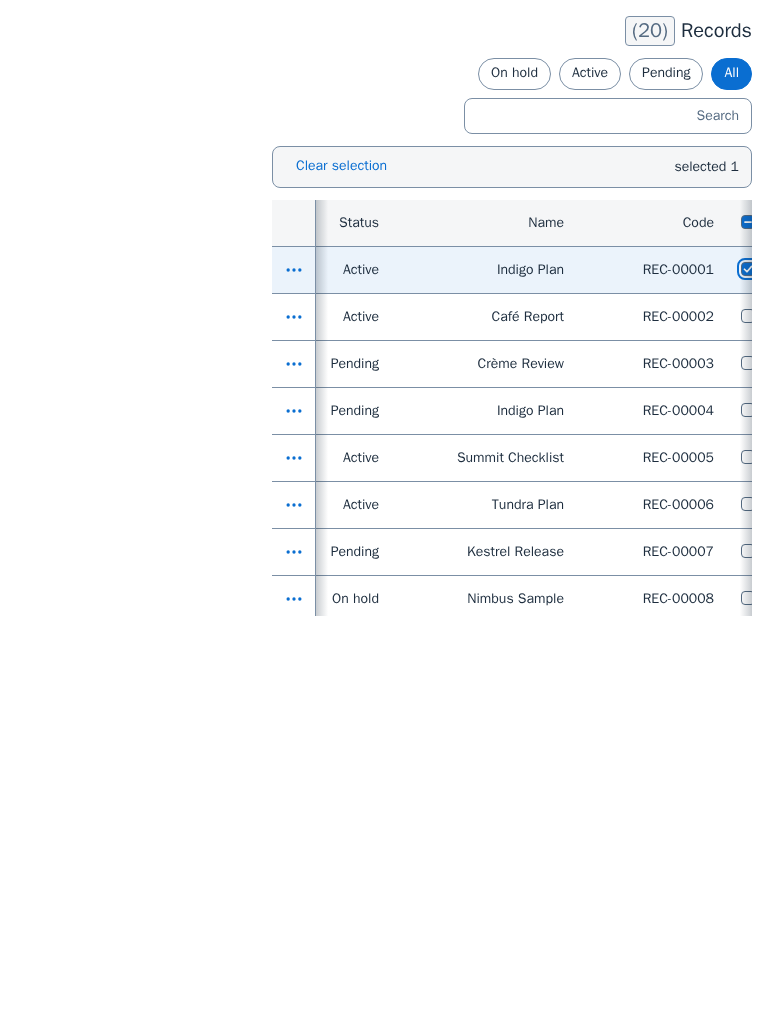 (20) Records
On hold Active Pending All
Search
Clear selection selected 1
Status Name Code
Active Indigo Plan REC-00001
Active Café Report REC-00002
Pending Crème Review REC-00003
Pending Indigo Plan REC-00004
Active Summit Checklist REC-00005
Active Tundra Plan REC-00006
Pending Kestrel Release REC-00007
On hold Nimbus Sample REC-00008